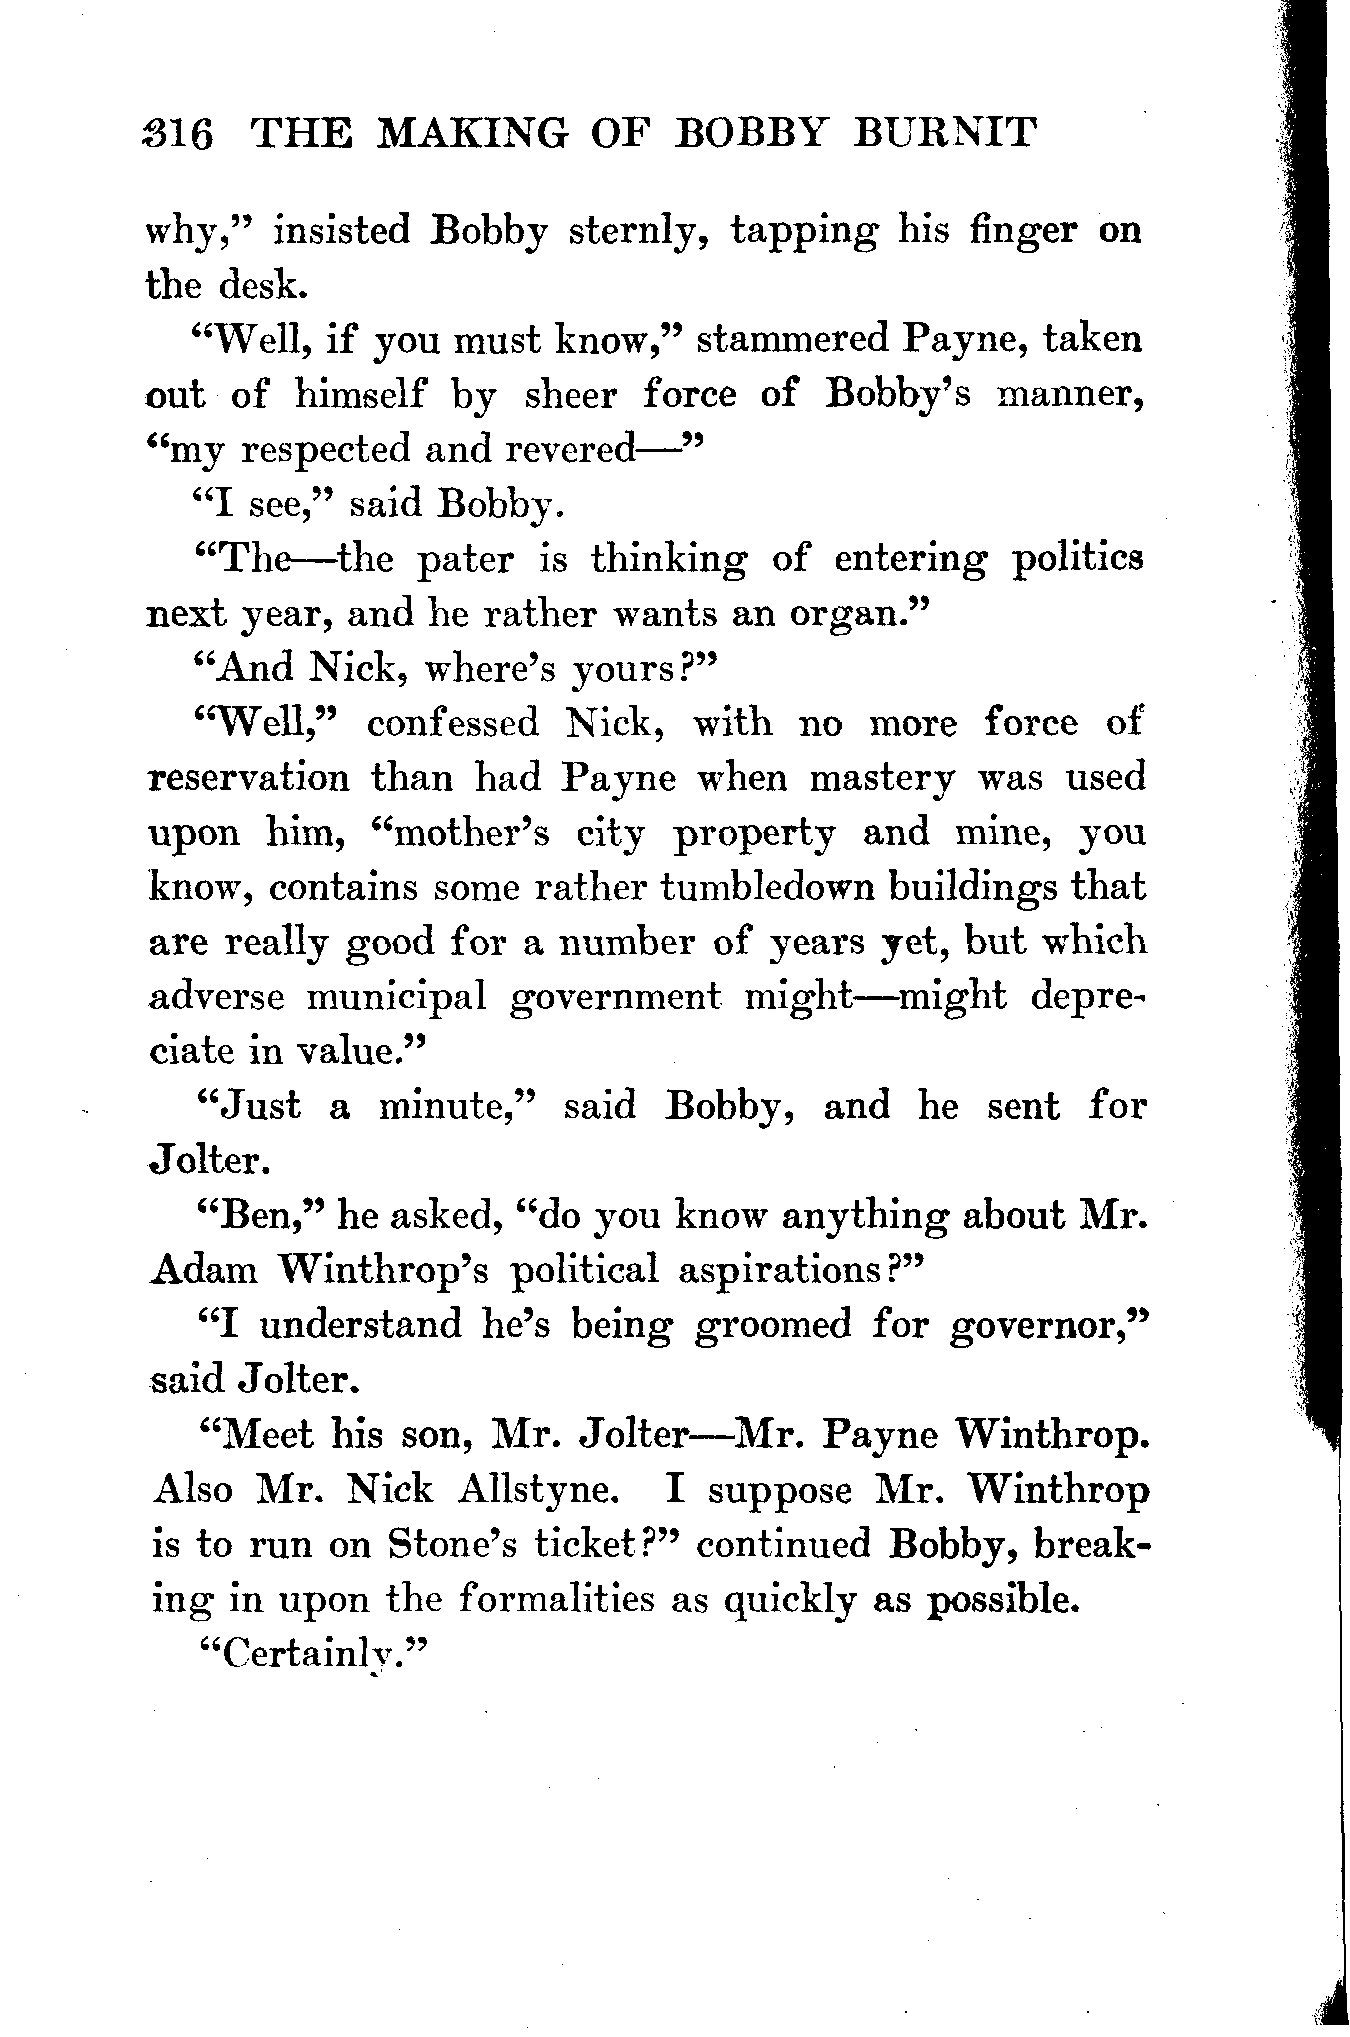 316 THE MAKING OF BOBBY BURNIT
why,” insisted Bobby sternly, tapping his finger on
the desk.
“Well, if you must know,” stammered Payne, taken
out of himself by sheer force of Bobby’s manner,
“my respected and revered—”
“I see,” said Bobby.
“The—the pater is thinking of entering politics
next year, and he rather wants an organ.”
“And Nick, where’s yours?”
“Well,” confessed Nick, with no more force of
reservation than had Payne when mastery was used
upon him, “mother’s city property and mine, you
know, contains some rather tumbledown buildings that
are really good for a number of years yet, but which
adverse municipal government might—might depre-
ciate in value.”
“Just a minute,” said Bobby, and he sent for
Jolter.
“Ben,” he asked, “do you know anything about Mr.
Adam Winthrop’s political aspirations?”
“I understand he’s being groomed for governor,”
said Jolter.
“Meet his son, Mr. Jolter—Mr. Payne Winthrop.
Also Mr. Nick Allstyne. I suppose Mr. Winthrop
is to run on Stone’s ticket?” continued Bobby, break-
ing in upon the formalities as quickly as possible.
“Certainly.”